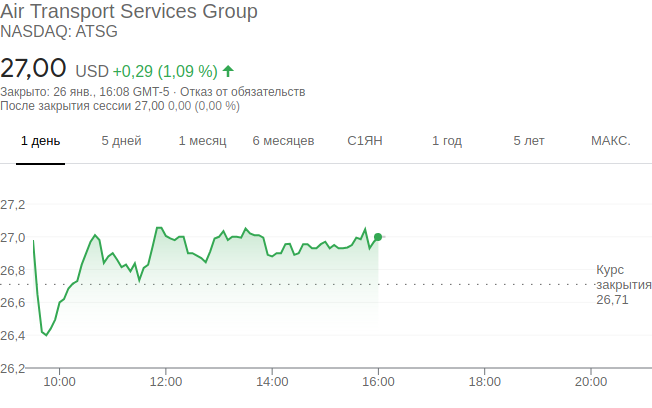 Air Transport Services Group
NASDAQ: ATSG
27,00 USD +0,29 (1,09 %)
Закрыто: 26 янв., 16:08 GMT-5 · Отказ от обязательств
После закрытия сессии 27,00 0,00 (0,00 %)
1 день 5 дней 1 месяц 6 месяцев С1ЯН 1 год 5 лет МАКС.
27,2
27,0
26,8
Курс
закрытия
26,71
26,6
26,4
26,2
10:00 12:00 14:00 16:00 18:00 20:00